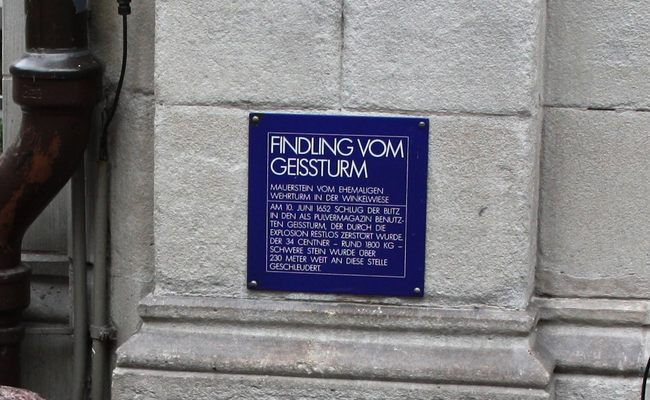 FINDLING VOM
GEISSTURM
MAUERSTEIN VOM EHEMALIGEN
WEHRTURM IN DER WINKELWIESE
AM 10. JUNI 1652 SCHLUG DER BLITZ
IN DEN ALS PULVERMAGAZIN BENUTZ-
TEN GEISSTURM, DER DURCH DIE
EXPLOSION RESTLOS ZERSTÖRT WURDE.
DER 34 CENTNER – RUND 1800 KG –
SCHWERE STEIN WURDE ÜBER
230 METER WEIT AN DIESE STELLE
GESCHLEUDERT.